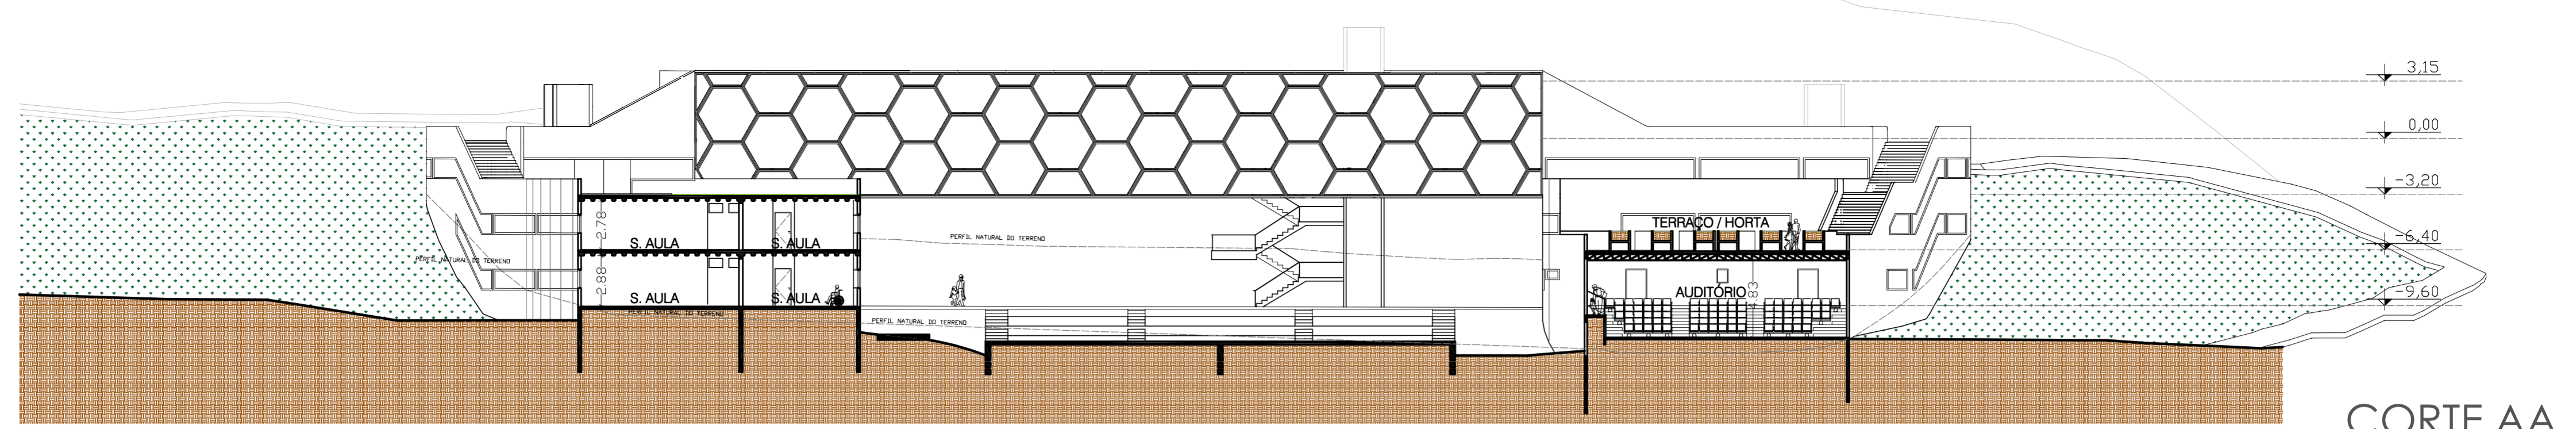 3,15
0,00
-3,20
2.78
TERRAÇO / HORTA
PERFIL NATURAL DO TERRENO
-6,40
S. AULA
S. AULA
PERFIL NATURAL DO TERRENO
2.88
AUDITÓRIO
4.83
S. AULA
S. AULA
-9,60
PERFIL NATURAL DO TERRENO
PERFIL NATURAL DO TERRENO
CORTE AA